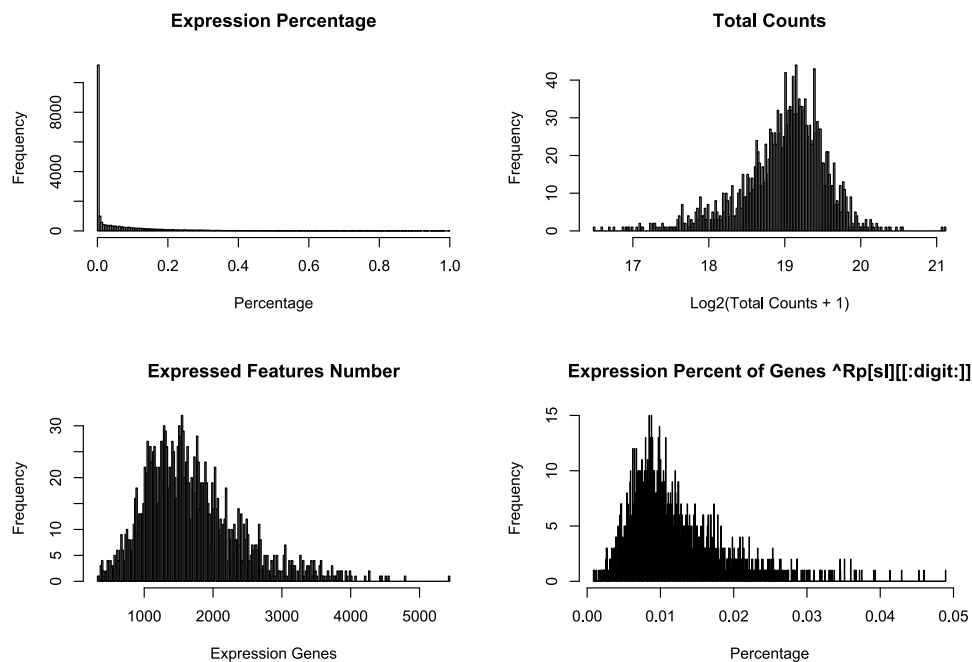 Expression Percentage
Frequency
0
4000
8000
0.0 0.2 0.4 0.6 0.8 1.0
Percentage
Total Counts
Frequency
0
10
20
30
40
17 18 19 20 21
Log2(Total Counts + 1)
Expressed Features Number
Frequency
0
5
10
20
30
1000 2000 3000 4000 5000
Expression Genes
Expression Percent of Genes ^Rp[sl][[:digit:]]
Frequency
0
5
10
15
0.00 0.01 0.02 0.03 0.04 0.05
Percentage